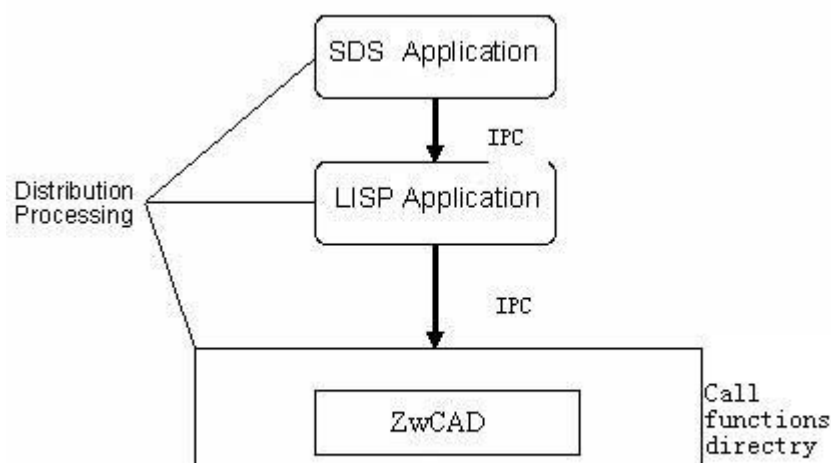 SDS Application
IPC
Distribution
Processing
LISP Application
IPC
ZwCAD
Call
functions
directry